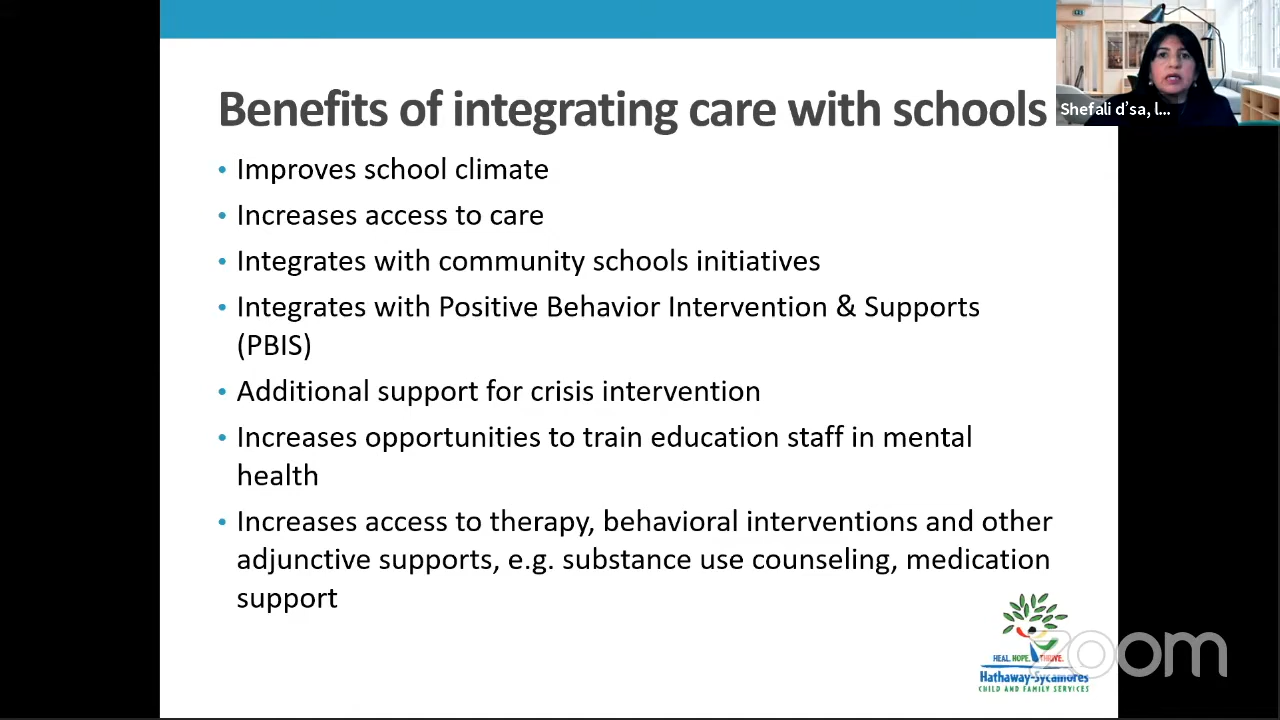 Benefits of integrating care with schools
Shefali d’sa, l...
• Improves school climate
• Increases access to care
• Integrates with community schools initiatives
• Integrates with Positive Behavior Intervention & Supports
(PBIS)
• Additional support for crisis intervention
• Increases opportunities to train education staff in mental
health
• Increases access to therapy, behavioral interventions and other
adjunctive supports, e.g. substance use counseling, medication
support
zoom
HEAL. HOPE. THRIVE.
Hathaway-Sycamores
CHILD AND FAMILY SERVICES